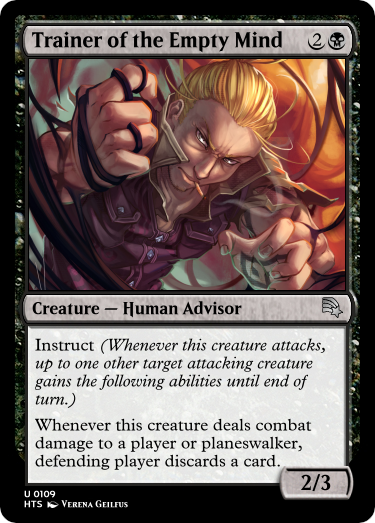 Trainer of the Empty Mind 2
Creature — Human Advisor
Instruct (Whenever this creature attacks,
up to one other target attacking creature
gains the following abilities until end of
turn.)
Whenever this creature deals combat
damage to a player or planeswalker,
defending player discards a card.
2/3
U 0109
HTS Verena Geilfus